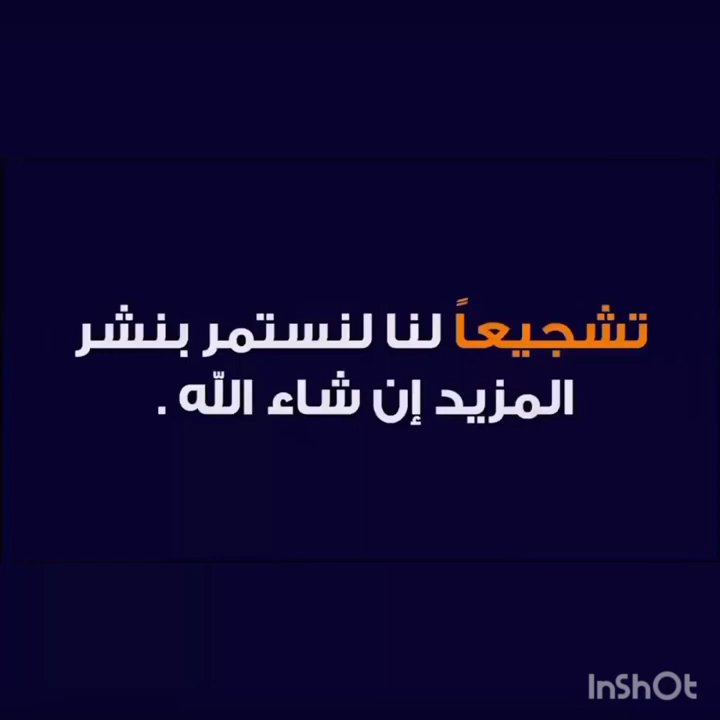 تشجيعاً لنا لنستمر بنشر
المزيد إن شاء الله .
InShOt